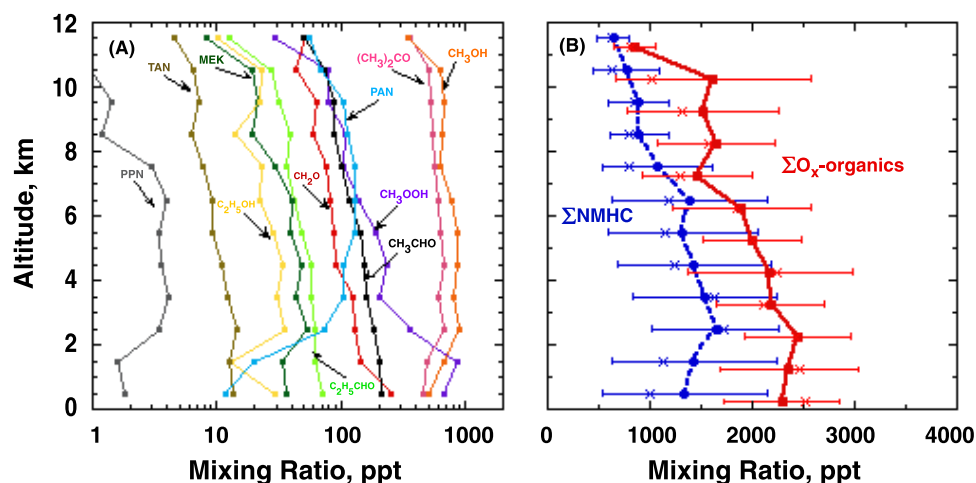 12
10
8
6
4
2
0
Altitude, km
(A)
TAN
MEK
(CH₃)₂CO
CH₃OH
PAN
PPN
C₂H₅OH
CH₂O
CH₃OOH
CH₃CHO
C₂H₅CHO
1 10 100 1000
Mixing Ratio, ppt
(B)
ΣOₓ-organics
ΣNMHC
0 1000 2000 3000 4000
Mixing Ratio, ppt